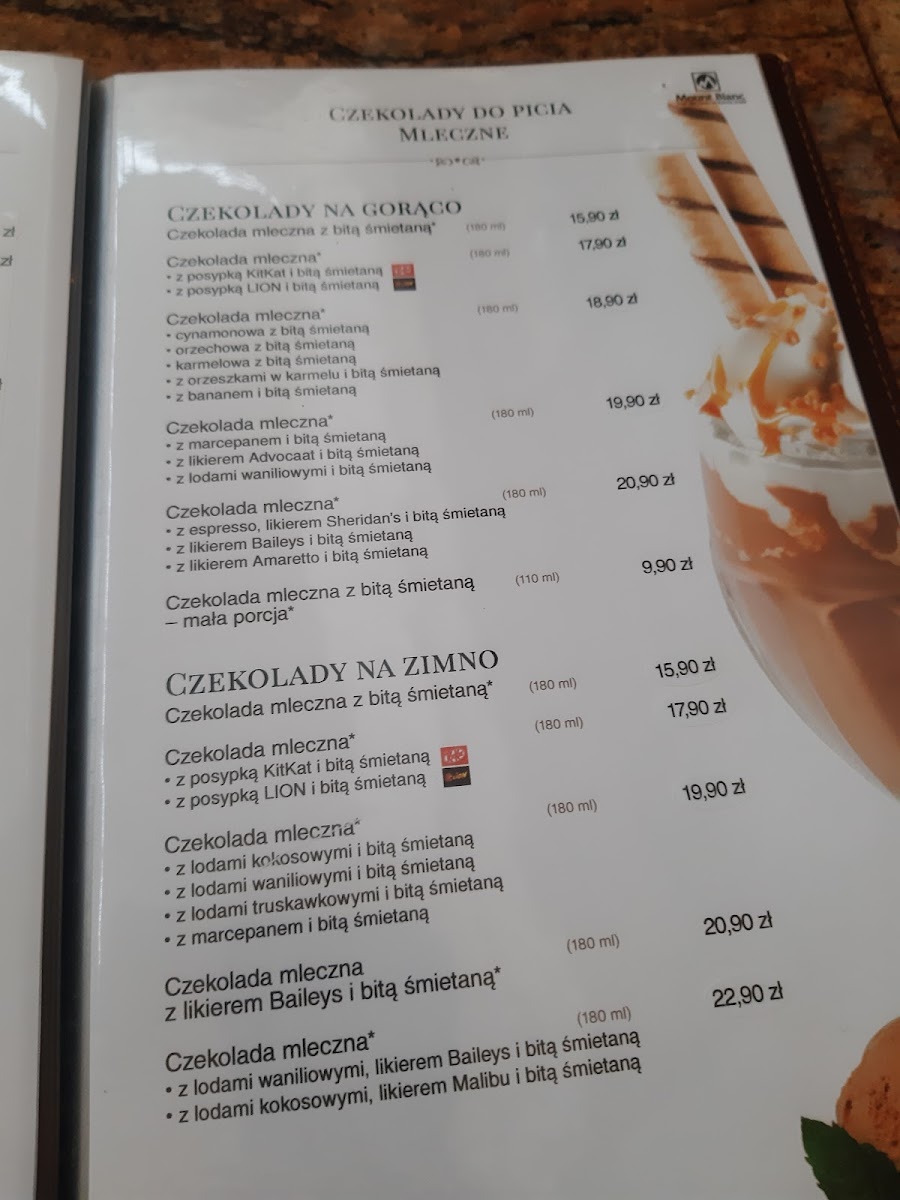 Mount Blanc
CZEKOLADY DO PICIA
MLECZNE
CZEKOLADY NA GORĄCO
Czekolada mleczna z bitą śmietaną* (180 ml) 15,90 zł
Czekolada mleczna* (180 ml) 17,90 zł
• z posypką KitKat i bitą śmietaną
• z posypką LION i bitą śmietaną
Czekolada mleczna* (180 ml) 18,90 zł
• cynamonowa z bitą śmietaną
• orzechowa z bitą śmietaną
• karmelowa z bitą śmietaną
• z orzeszkami w karmelu i bitą śmietaną
• z bananem i bitą śmietaną
Czekolada mleczna* (180 ml) 19,90 zł
• z marcepanem i bitą śmietaną
• z likierem Advocaat i bitą śmietaną
• z lodami waniliowymi i bitą śmietaną
Czekolada mleczna* (180 ml) 20,90 zł
• z espresso, likierem Sheridan's i bitą śmietaną
• z likierem Baileys i bitą śmietaną
• z likierem Amaretto i bitą śmietaną
Czekolada mleczna z bitą śmietaną (110 ml) 9,90 zł
– mała porcja*
CZEKOLADY NA ZIMNO
Czekolada mleczna z bitą śmietaną* (180 ml) 15,90 zł
Czekolada mleczna* (180 ml) 17,90 zł
• z posypką KitKat i bitą śmietaną
• z posypką LION i bitą śmietaną
Czekolada mleczna* (180 ml) 19,90 zł
• z lodami kokosowymi i bitą śmietaną
• z lodami waniliowymi i bitą śmietaną
• z lodami truskawkowymi i bitą śmietaną
• z marcepanem i bitą śmietaną
Czekolada mleczna (180 ml) 20,90 zł
z likierem Baileys i bitą śmietaną*
Czekolada mleczna* (180 ml) 22,90 zł
• z lodami waniliowymi, likierem Baileys i bitą śmietaną
• z lodami kokosowymi, likierem Malibu i bitą śmietaną
zł
zł